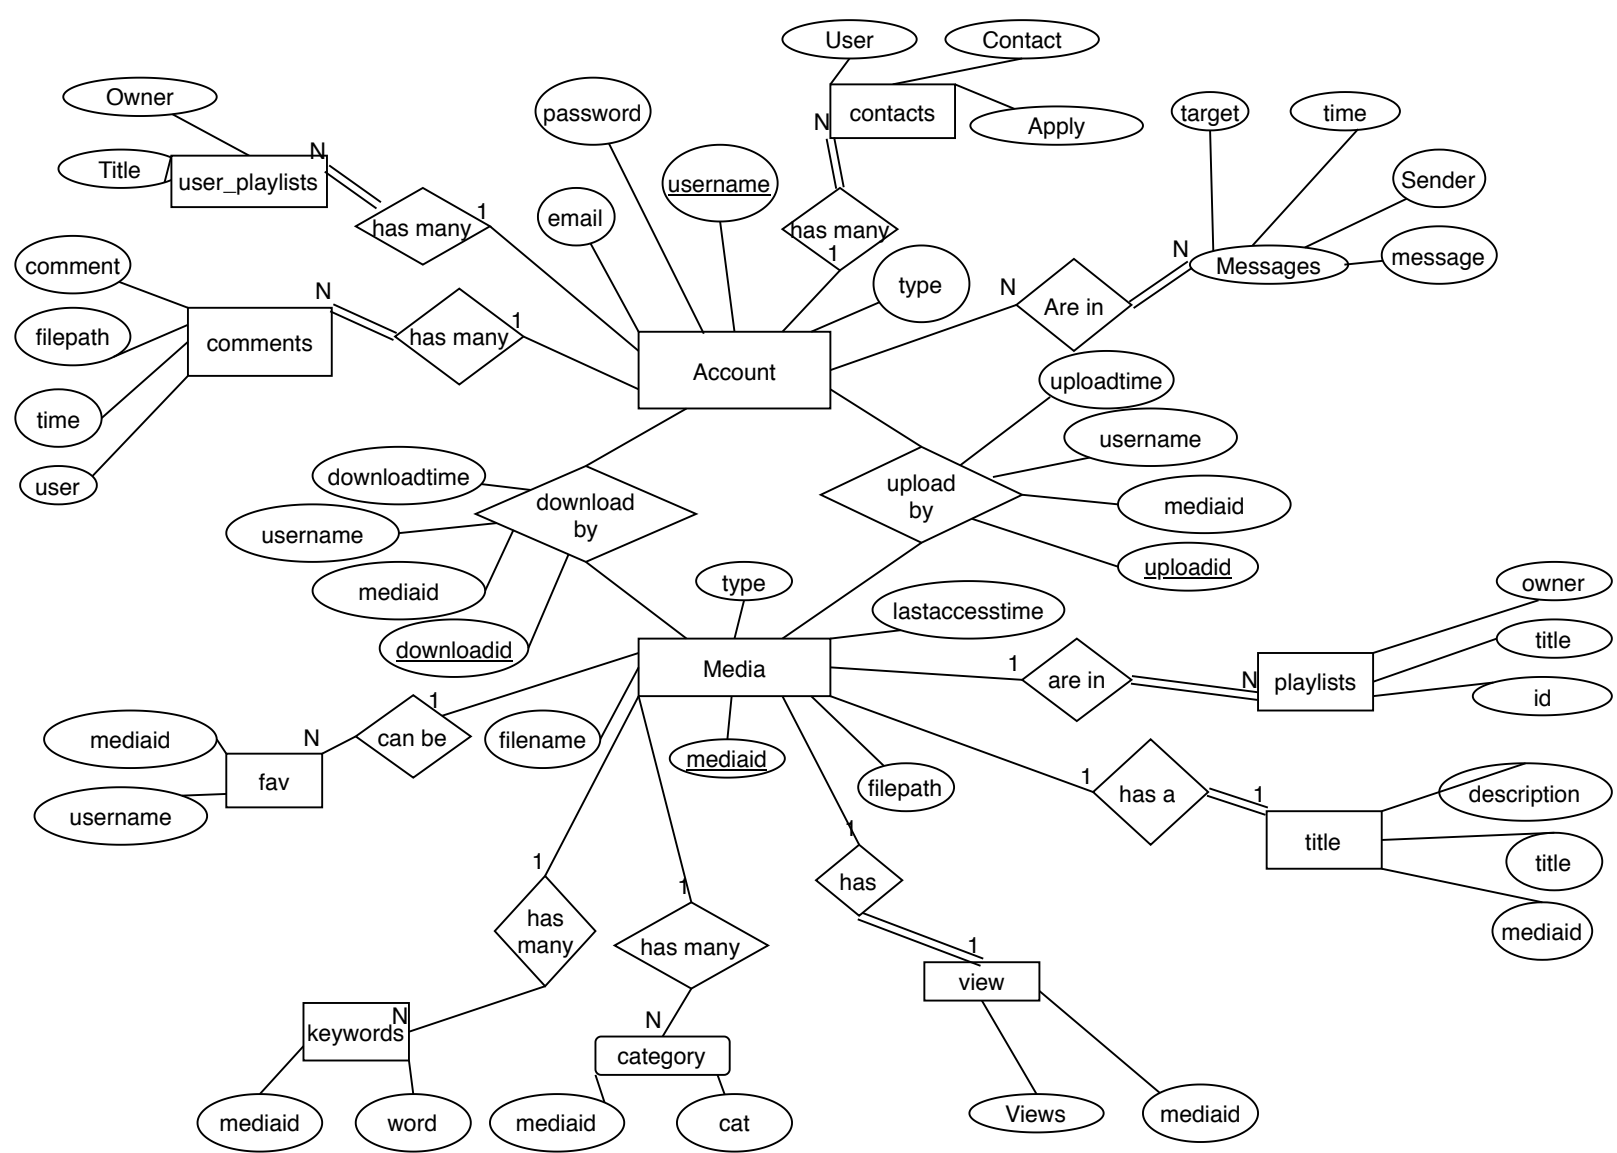 User
Contact
Owner
password
contacts
Apply
target
time
N
N
Title
user_playlists
username
Sender
email
has many
1
has many
1
type
N
Messages
message
comment
N
Are in
N
comments
filepath
has many
1
Account
uploadtime
time
username
user
downloadtime
download
by
upload
by
mediaid
username
uploadid
mediaid
type
owner
lastaccesstime
downloadid
Media
1
are in
N
playlists
title
id
1
can be
filename
mediaid
N
mediaid
fav
filepath
username
1
has a
1
description
title
title
mediaid
1
has
1
view
1
has
many
1
has many
N
keywords
N
category
mediaid
word
mediaid
cat
Views
mediaid